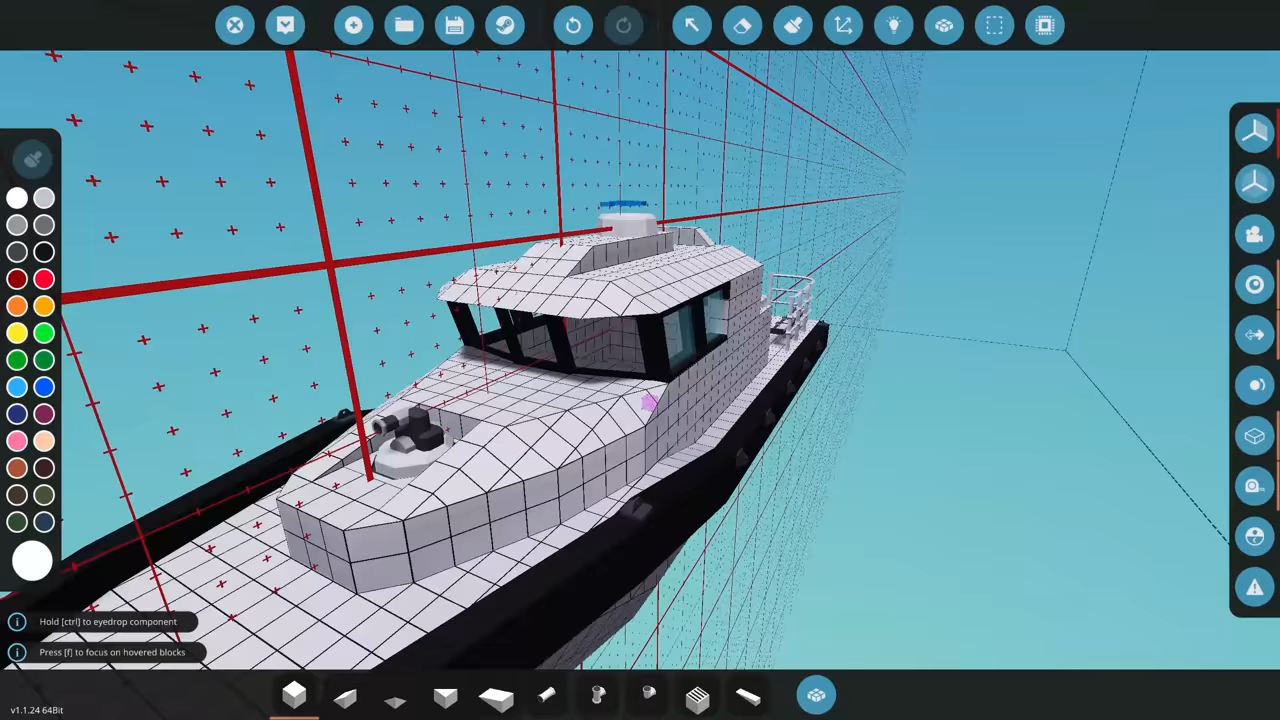 Hold [ctrl] to eyedrop component
Press [f] to focus on hovered blocks
v1.1.24 64Bit